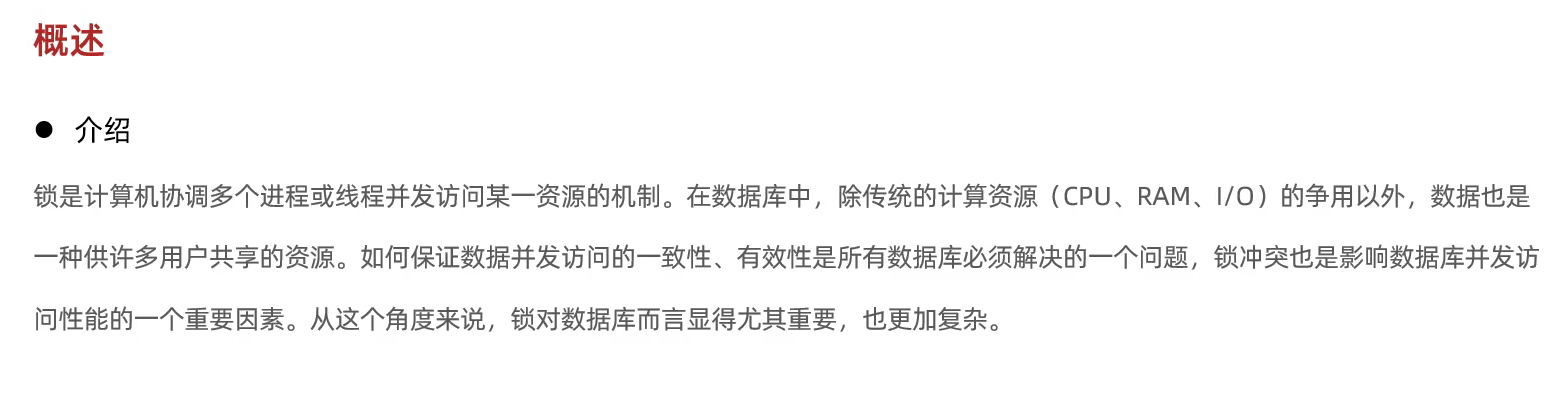 概述
● 介绍
锁是计算机协调多个进程或线程并发访问某一资源的机制。在数据库中，除传统的计算资源（CPU、RAM、I/O）的争用以外，数据也是
一种供许多用户共享的资源。如何保证数据并发访问的一致性、有效性是所有数据库必须解决的一个问题，锁冲突也是影响数据库并发访
问性能的一个重要因素。从这个角度来说，锁对数据库而言显得尤其重要，也更加复杂。